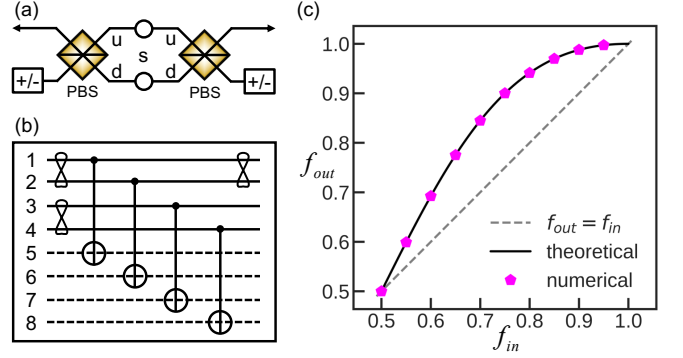 (a)
u u
s
+/- d d +/-
PBS PBS
(b)
1
2
3
4
5
6
7
8
(c)
1.0
0.9
0.8
0.7
0.6
0.5
f_out
f_out = f_in
theoretical
numerical
0.5 0.6 0.7 0.8 0.9 1.0
f_in